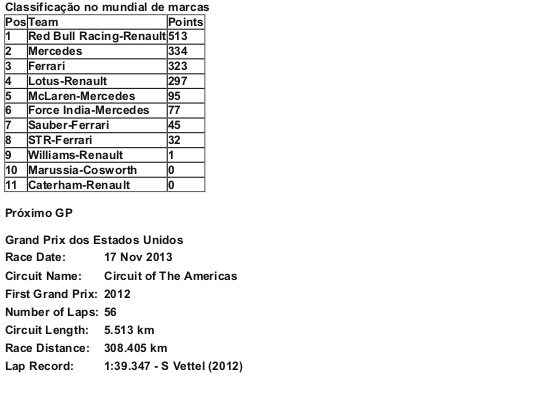 Classificação no mundial de marcas
Pos Team Points
1 Red Bull Racing-Renault 513
2 Mercedes 334
3 Ferrari 323
4 Lotus-Renault 297
5 McLaren-Mercedes 95
6 Force India-Mercedes 77
7 Sauber-Ferrari 45
8 STR-Ferrari 32
9 Williams-Renault 1
10 Marussia-Cosworth 0
11 Caterham-Renault 0
Próximo GP
Grand Prix dos Estados Unidos
Race Date: 17 Nov 2013
Circuit Name: Circuit of The Americas
First Grand Prix: 2012
Number of Laps: 56
Circuit Length: 5.513 km
Race Distance: 308.405 km
Lap Record: 1:39.347 - S Vettel (2012)